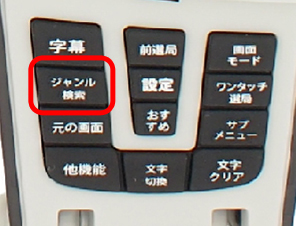 字幕
前選局
画面
モード
ジャンル
検索
設定
ワンタッチ
選局
元の画面
おす
すめ
サブ
メニュー
他機能
文字
切換
文字
クリア